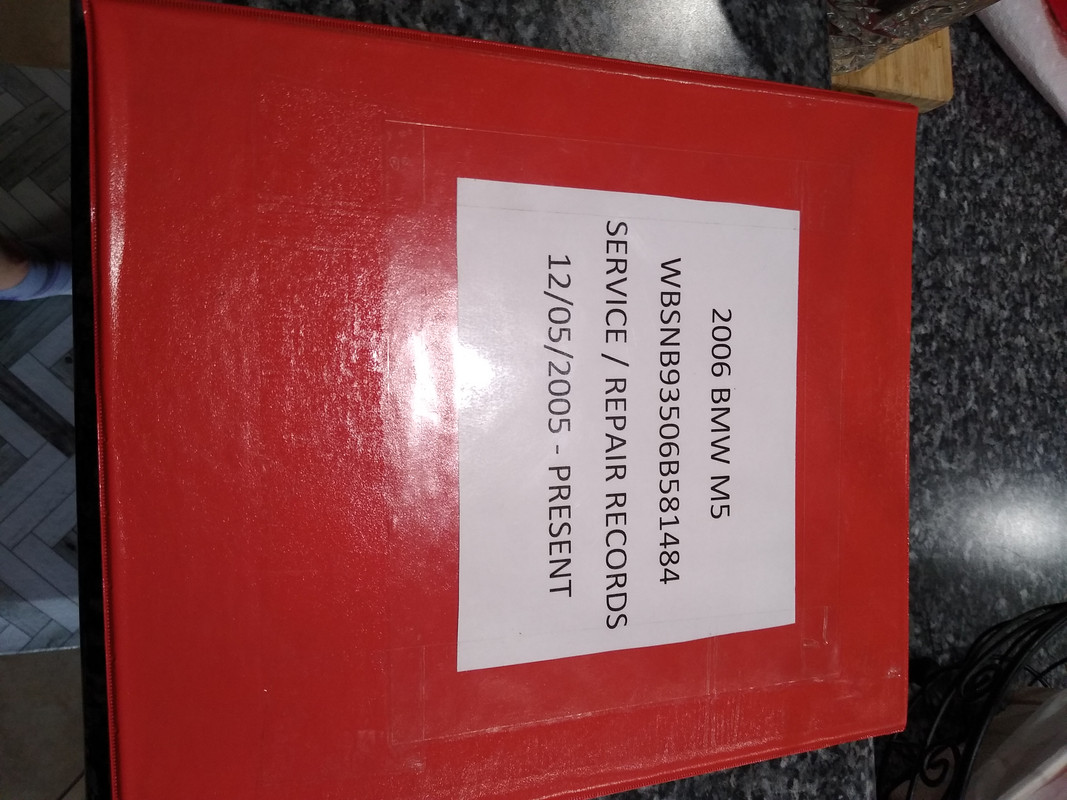 2006 BMW M5
WBSNB93506B581484
SERVICE / REPAIR RECORDS
12/05/2005 - PRESENT